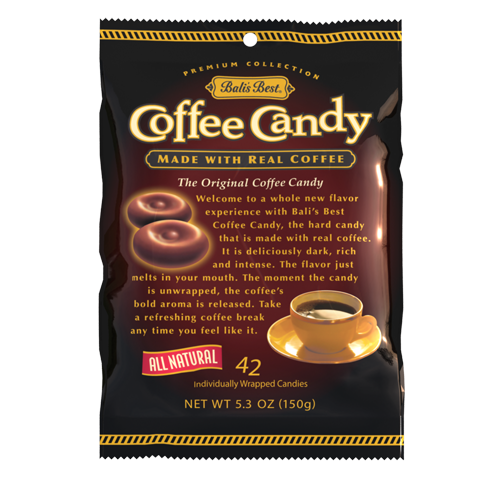 PREMIUM COLLECTION
Bali's Best®
Coffee Candy
MADE WITH REAL COFFEE
The Original Coffee Candy
Welcome to a whole new flavor
experience with Bali's Best
Coffee Candy, the hard candy
that is made with real coffee.
It is deliciously dark, rich
and intense. The flavor just
melts in your mouth. The moment the candy
is unwrapped, the coffee's
bold aroma is released. Take
a refreshing coffee break
any time you feel like it.
ALL NATURAL
42
Individually Wrapped Candies
NET WT 5.3 OZ (150g)